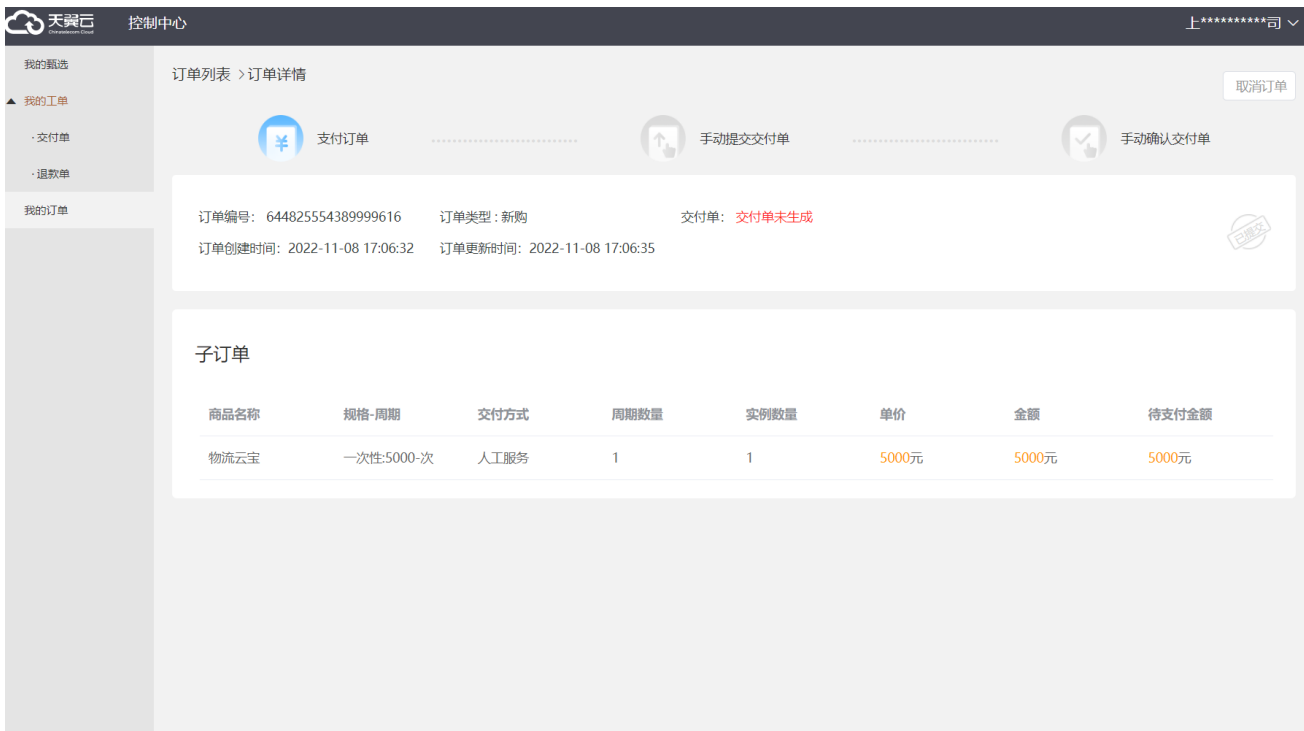 天翼云 控制中心 上**********司
Chinatelecom Cloud
我的甄选
我的工单
·交付单
·退款单
我的订单
订单列表 >订单详情
取消订单
支付订单 手动提交交付单 手动确认交付单
订单编号： 644825554389999616 订单类型 : 新购 交付单： 交付单未生成
订单创建时间：2022-11-08 17:06:32 订单更新时间：2022-11-08 17:06:35
已提交
子订单
商品名称 规格-周期 交付方式 周期数量 实例数量 单价 金额 待支付金额
物流云宝 一次性:5000-次 人工服务 1 1 5000元 5000元 5000元